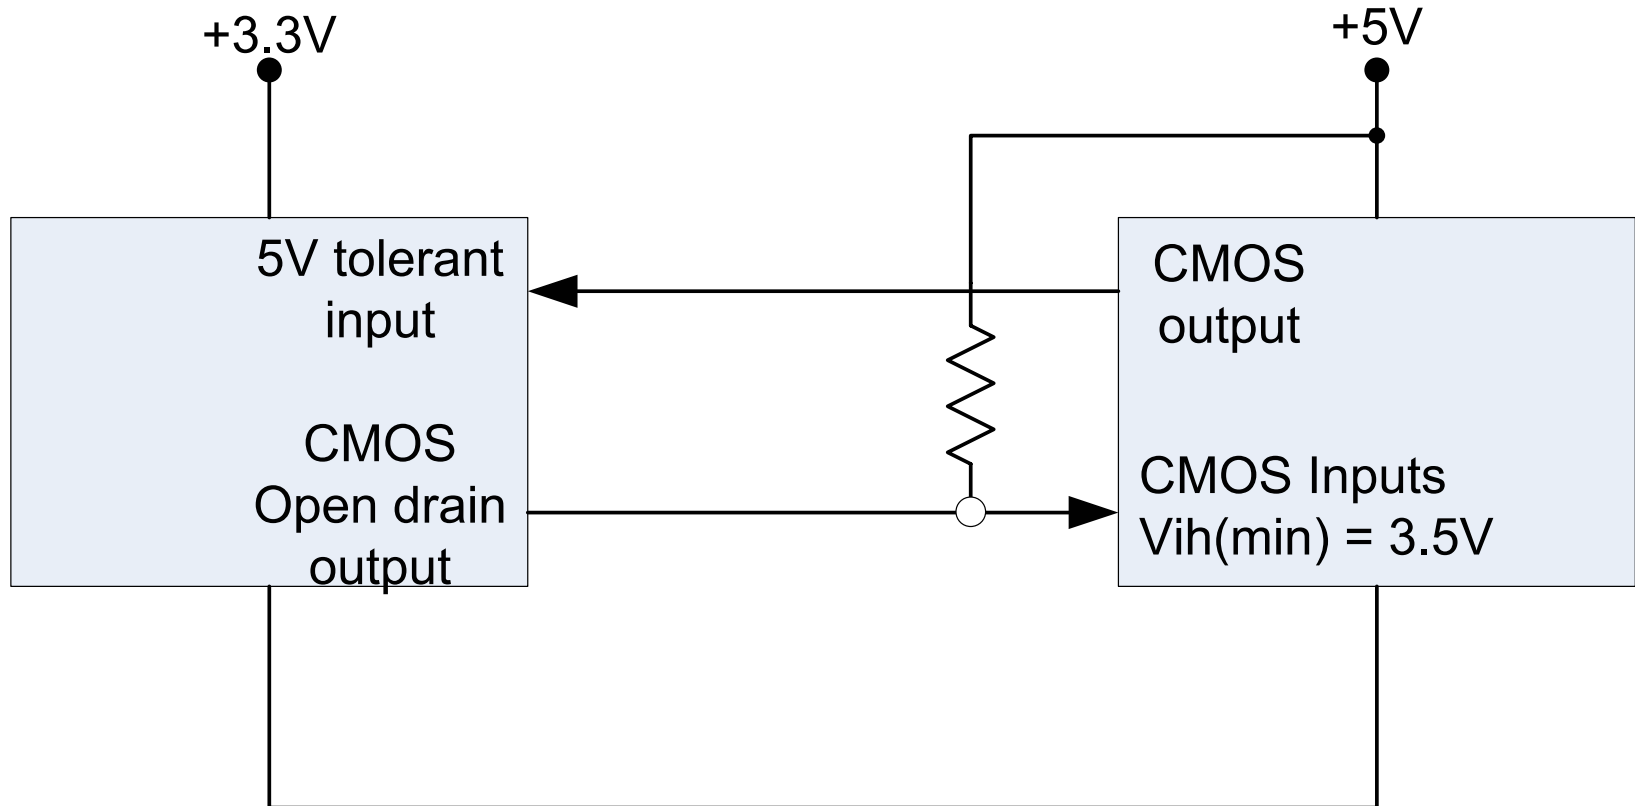 +3.3V
+5V
5V tolerant
input
CMOS
output
CMOS
Open drain
output
CMOS Inputs
Vih(min) = 3.5V